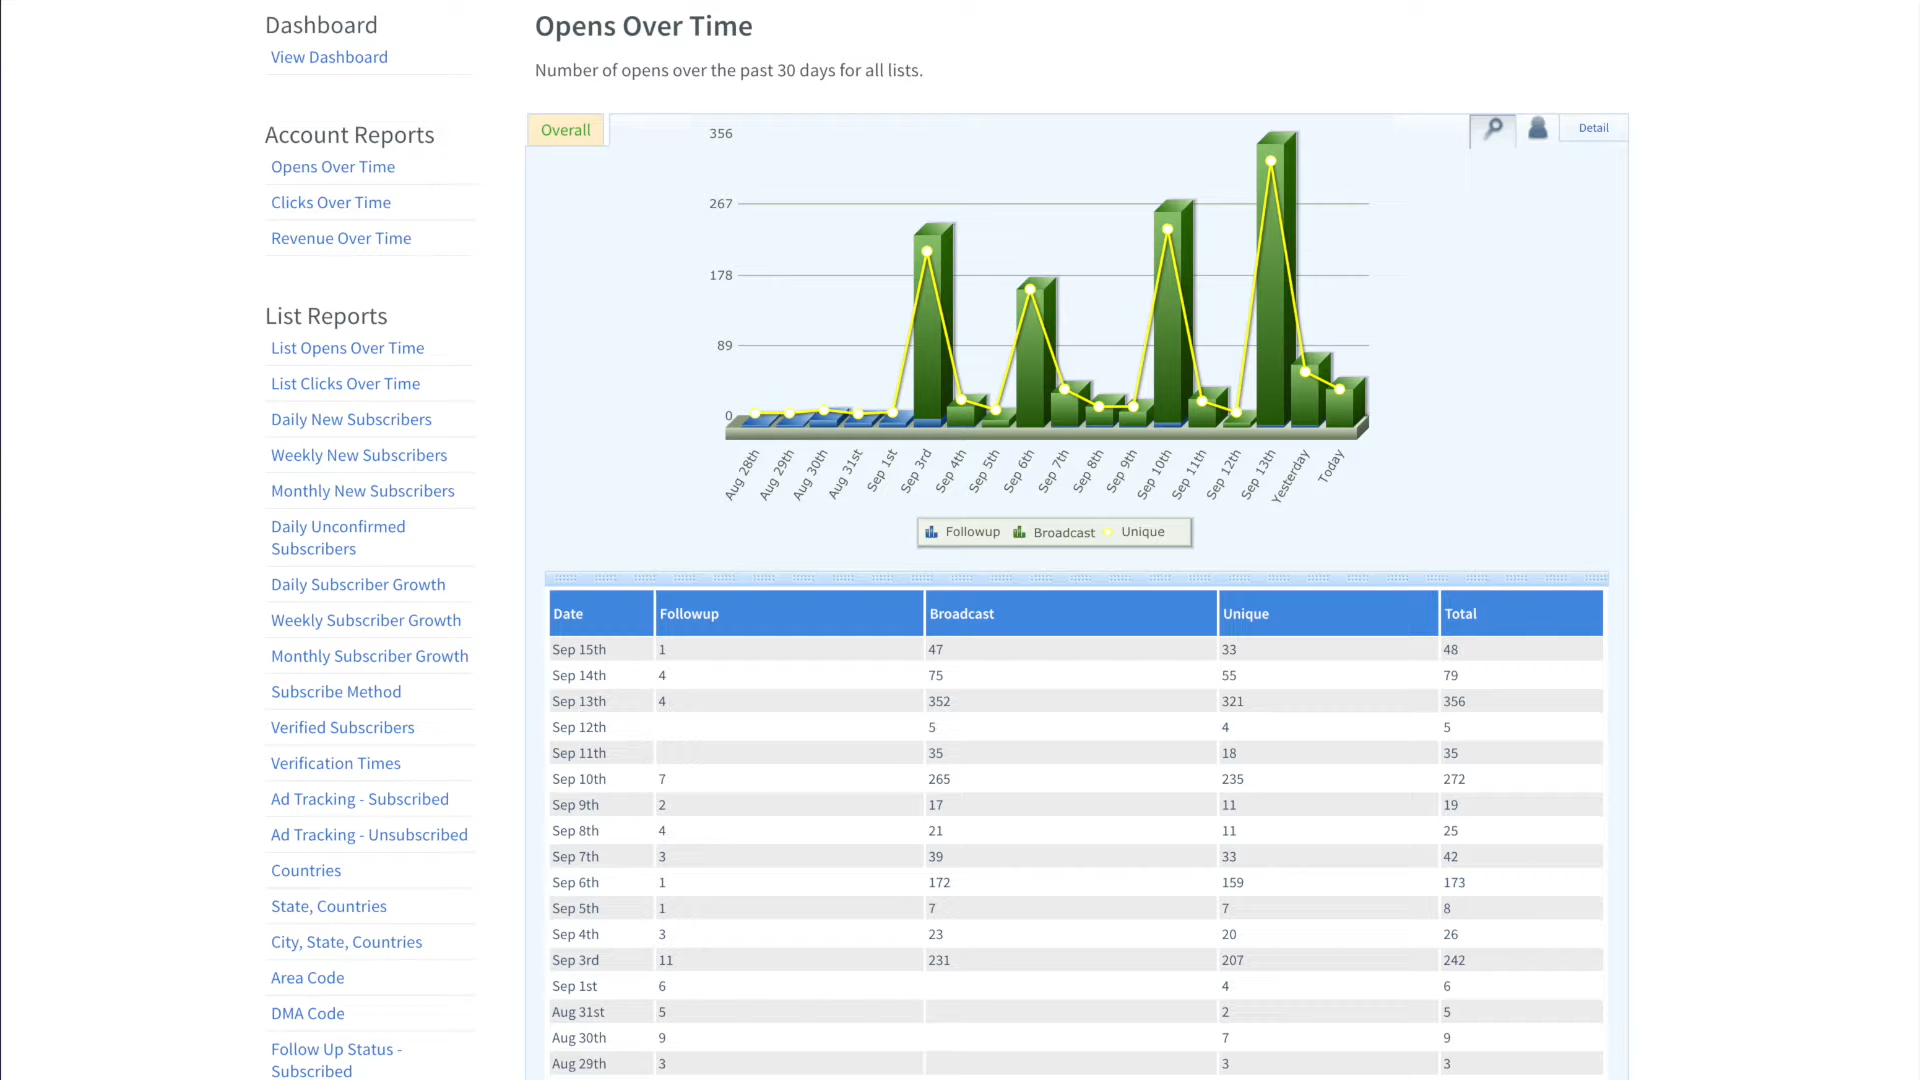 Dashboard
View Dashboard
Account Reports
Opens Over Time
Clicks Over Time
Revenue Over Time
List Reports
List Opens Over Time
List Clicks Over Time
Daily New Subscribers
Weekly New Subscribers
Monthly New Subscribers
Daily Unconfirmed
Subscribers
Daily Subscriber Growth
Weekly Subscriber Growth
Monthly Subscriber Growth
Subscribe Method
Verified Subscribers
Verification Times
Ad Tracking - Subscribed
Ad Tracking - Unsubscribed
Countries
State, Countries
City, State, Countries
Area Code
DMA Code
Follow Up Status -
Subscribed
Opens Over Time
Number of opens over the past 30 days for all lists.
Overall
Detail
356
267
178
89
0
Aug 28th Aug 29th Aug 30th Aug 31st Sep 1st Sep 3rd Sep 4th Sep 5th Sep 6th Sep 7th Sep 8th Sep 9th Sep 10th Sep 11th Sep 12th Sep 13th Yesterday Today
Followup Broadcast Unique
Date Followup Broadcast Unique Total
Sep 15th 1 47 33 48
Sep 14th 4 75 55 79
Sep 13th 4 352 321 356
Sep 12th 5 4 5
Sep 11th 35 18 35
Sep 10th 7 265 235 272
Sep 9th 2 17 11 19
Sep 8th 4 21 11 25
Sep 7th 3 39 33 42
Sep 6th 1 172 159 173
Sep 5th 1 7 7 8
Sep 4th 3 23 20 26
Sep 3rd 11 231 207 242
Sep 1st 6 4 6
Aug 31st 5 2 5
Aug 30th 9 7 9
Aug 29th 3 3 3